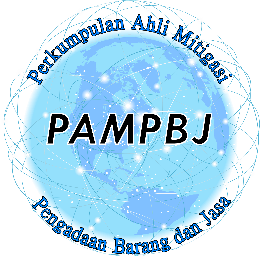 Perkumpulan Ahli Mitigasi
PAMPBJ
Pengadaan Barang dan Jasa